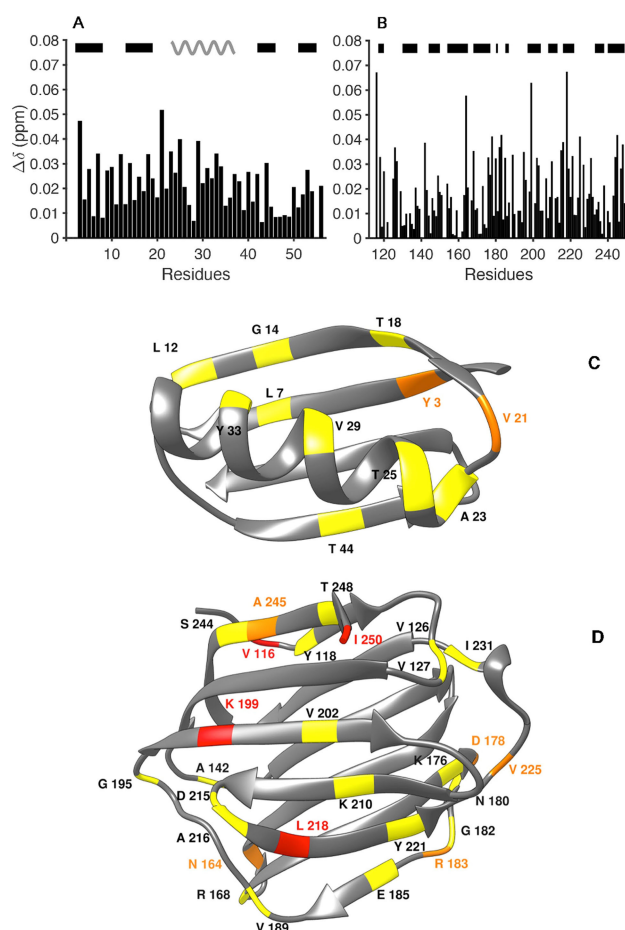 A
B
0.08
0.07
0.06
0.05
0.04
0.03
0.02
0.01
0
Δδ (ppm)
10 20 30 40 50
Residues
0.08
0.07
0.06
0.05
0.04
0.03
0.02
0.01
0
120 140 160 180 200 220 240
Residues
C
T 18
G 14
L 12
L 7
Y 3
V 21
Y 33
V 29
T 25
A 23
T 44
D
T 248
A 245
S 244
V 126
I 250
I 231
V 116
Y 118
V 127
K 199
V 202
D 178
K 176
V 225
A 142
G 195
D 215
N 180
K 210
L 218
G 182
A 216
Y 221
N 164
R 183
R 168
E 185
V 189